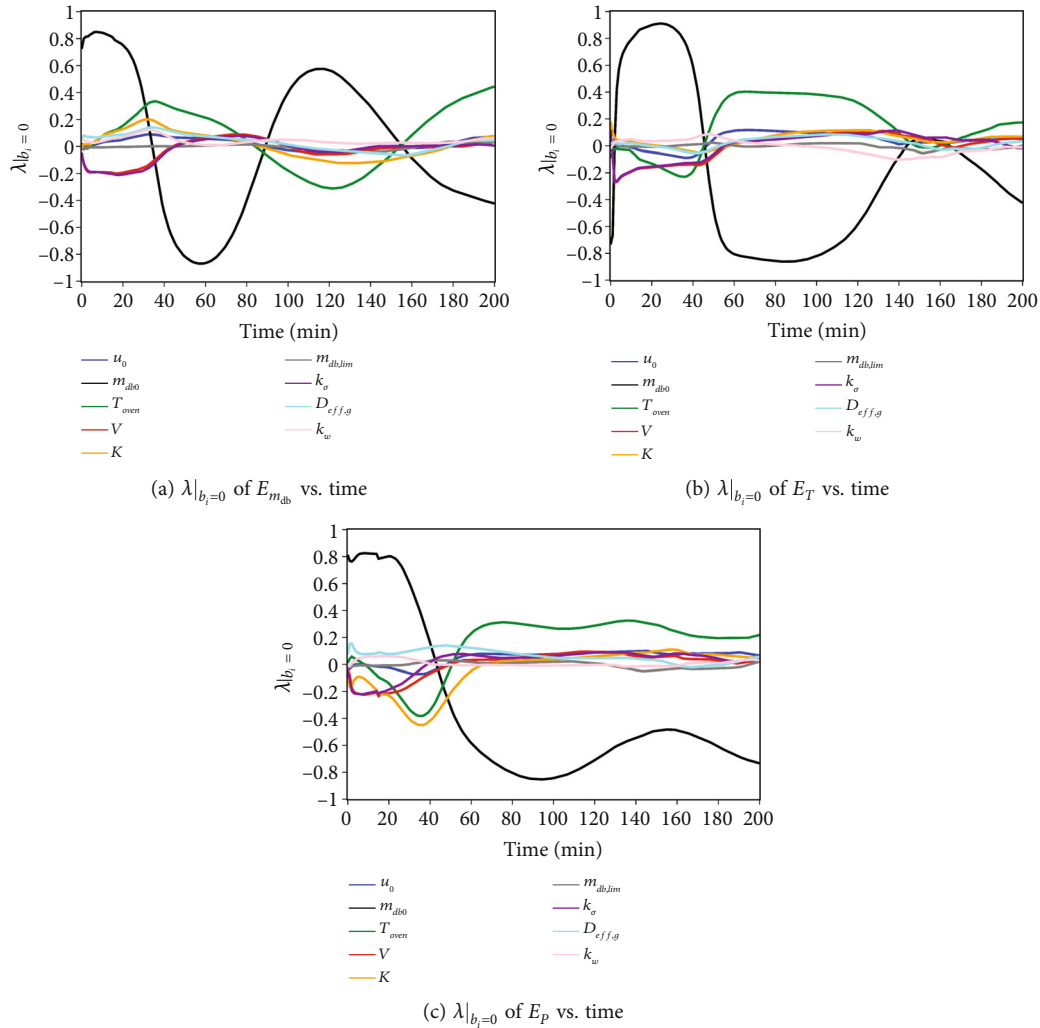 1
0.8
0.6
0.4
0.2
0
−0.2
−0.4
−0.6
−0.8
−1
λ|b_i = 0
0 20 40 60 80 100 120 140 160 180 200
Time (min)
u_0
m_db0
T_oven
V
K
m_db,lim
k_σ
D_eff,g
k_w
(a) λ|b_i=0 of E_m_db vs. time
1
0.8
0.6
0.4
0.2
0
−0.2
−0.4
−0.6
−0.8
−1
λ|b_i = 0
0 20 40 60 80 100 120 140 160 180 200
Time (min)
u_0
m_db0
T_oven
V
K
m_db,lim
k_σ
D_eff,g
k_w
(b) λ|b_i=0 of E_T vs. time
1
0.8
0.6
0.4
0.2
0
−0.2
−0.4
−0.6
−0.8
−1
λ|b_i = 0
0 20 40 60 80 100 120 140 160 180 200
Time (min)
u_0
m_db0
T_oven
V
K
m_db,lim
k_σ
D_eff,g
k_w
(c) λ|b_i=0 of E_P vs. time